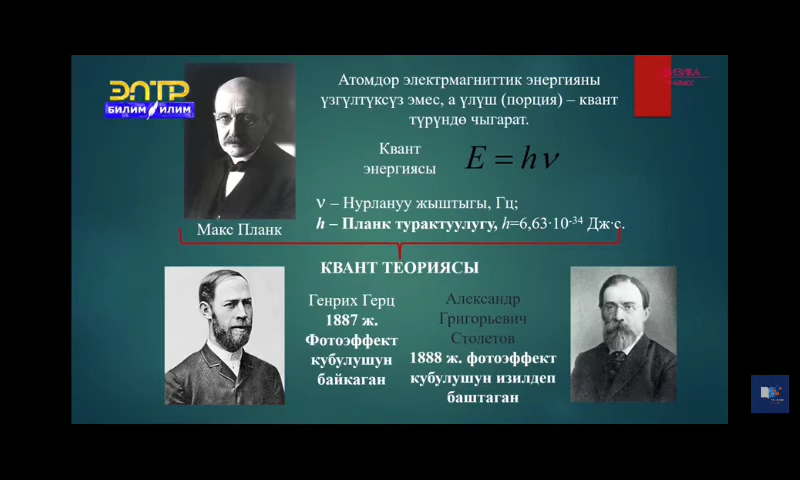 ЭЛТР
БИЛИМ ИЛИМ
ФИЗИКА
Атомдор электрмагниттик энергияны
үзгүлтүксүз эмес, а үлүш (порция) – квант
түрүндө чыгарат.
Квант
энергиясы
E = hν
ν – Нурлануу жыштыгы, Гц;
h – Планк турактуулугу, h=6,63·10⁻³⁴ Дж·с.
Макс Планк
КВАНТ ТЕОРИЯСЫ
Генрих Герц
1887 ж.
Фотоэффект
кубулушун
байкаган
Александр
Григорьевич
Столетов
1888 ж. фотоэффект
кубулушун изилдеп
баштаган